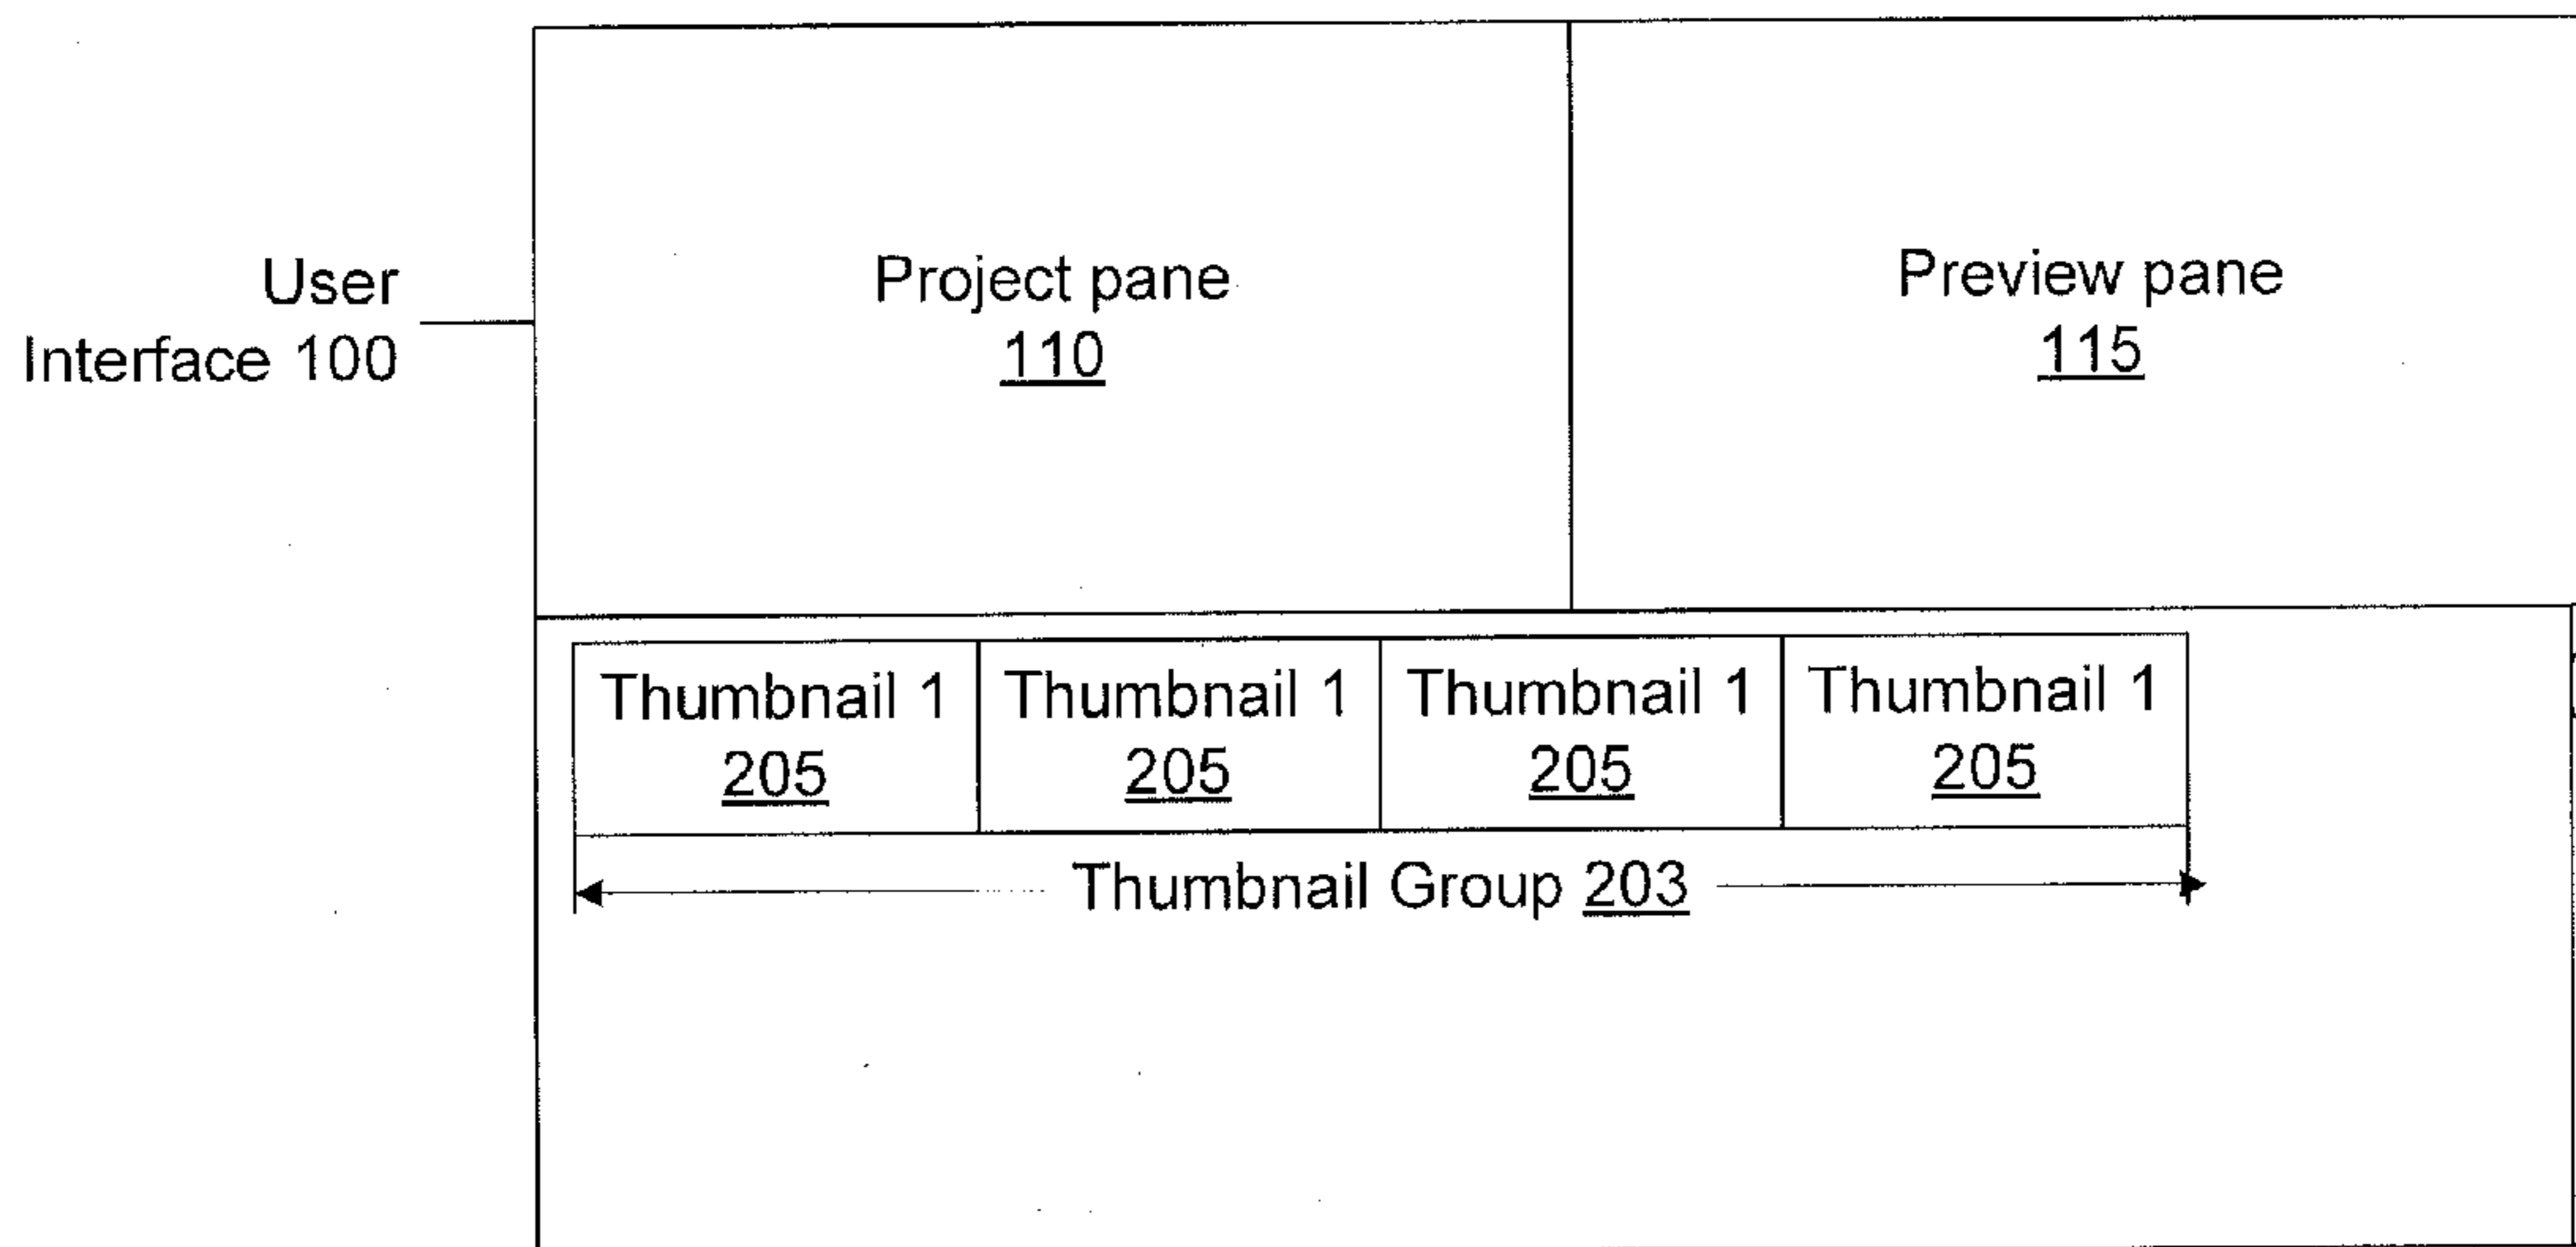 User
Interface 100
Project pane
110
Preview pane
115
Thumbnail 1
205
Thumbnail 1
205
Thumbnail 1
205
Thumbnail 1
205
Thumbnail Group 203